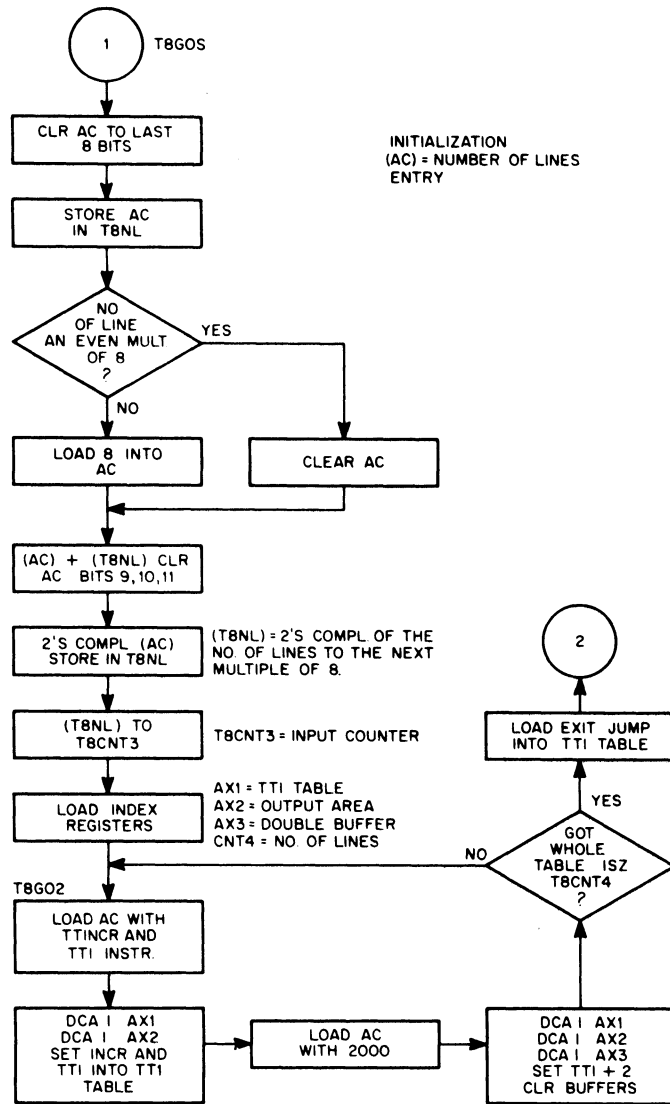 1
T8GOS
CLR AC TO LAST
8 BITS
INITIALIZATION
(AC) = NUMBER OF LINES
ENTRY
STORE AC
IN T8NL
NO
OF LINE
AN EVEN MULT
OF 8
?
YES
NO
LOAD 8 INTO
AC
CLEAR AC
(AC) + (T8NL) CLR
AC BITS 9,10,11
2'S COMPL (AC)
STORE IN T8NL
(T8NL) = 2'S COMPL. OF THE
NO. OF LINES TO THE NEXT
MULTIPLE OF 8.
2
(T8NL) TO
T8CNT3
T8CNT3 = INPUT COUNTER
LOAD EXIT JUMP
INTO TT1 TABLE
LOAD INDEX
REGISTERS
AX1 = TT1 TABLE
AX2 = OUTPUT AREA
AX3 = DOUBLE BUFFER
CNT4 = NO. OF LINES
YES
GOT
WHOLE
TABLE ISZ
T8CNT4
?
NO
T8GO2
LOAD AC WITH
TTINCR AND
TT1 INSTR.
DCA I AX1
DCA I AX2
SET INCR AND
TT1 INTO TT1
TABLE
LOAD AC
WITH 2000
DCA I AX1
DCA I AX2
DCA I AX3
SET TT1 + 2
CLR BUFFERS